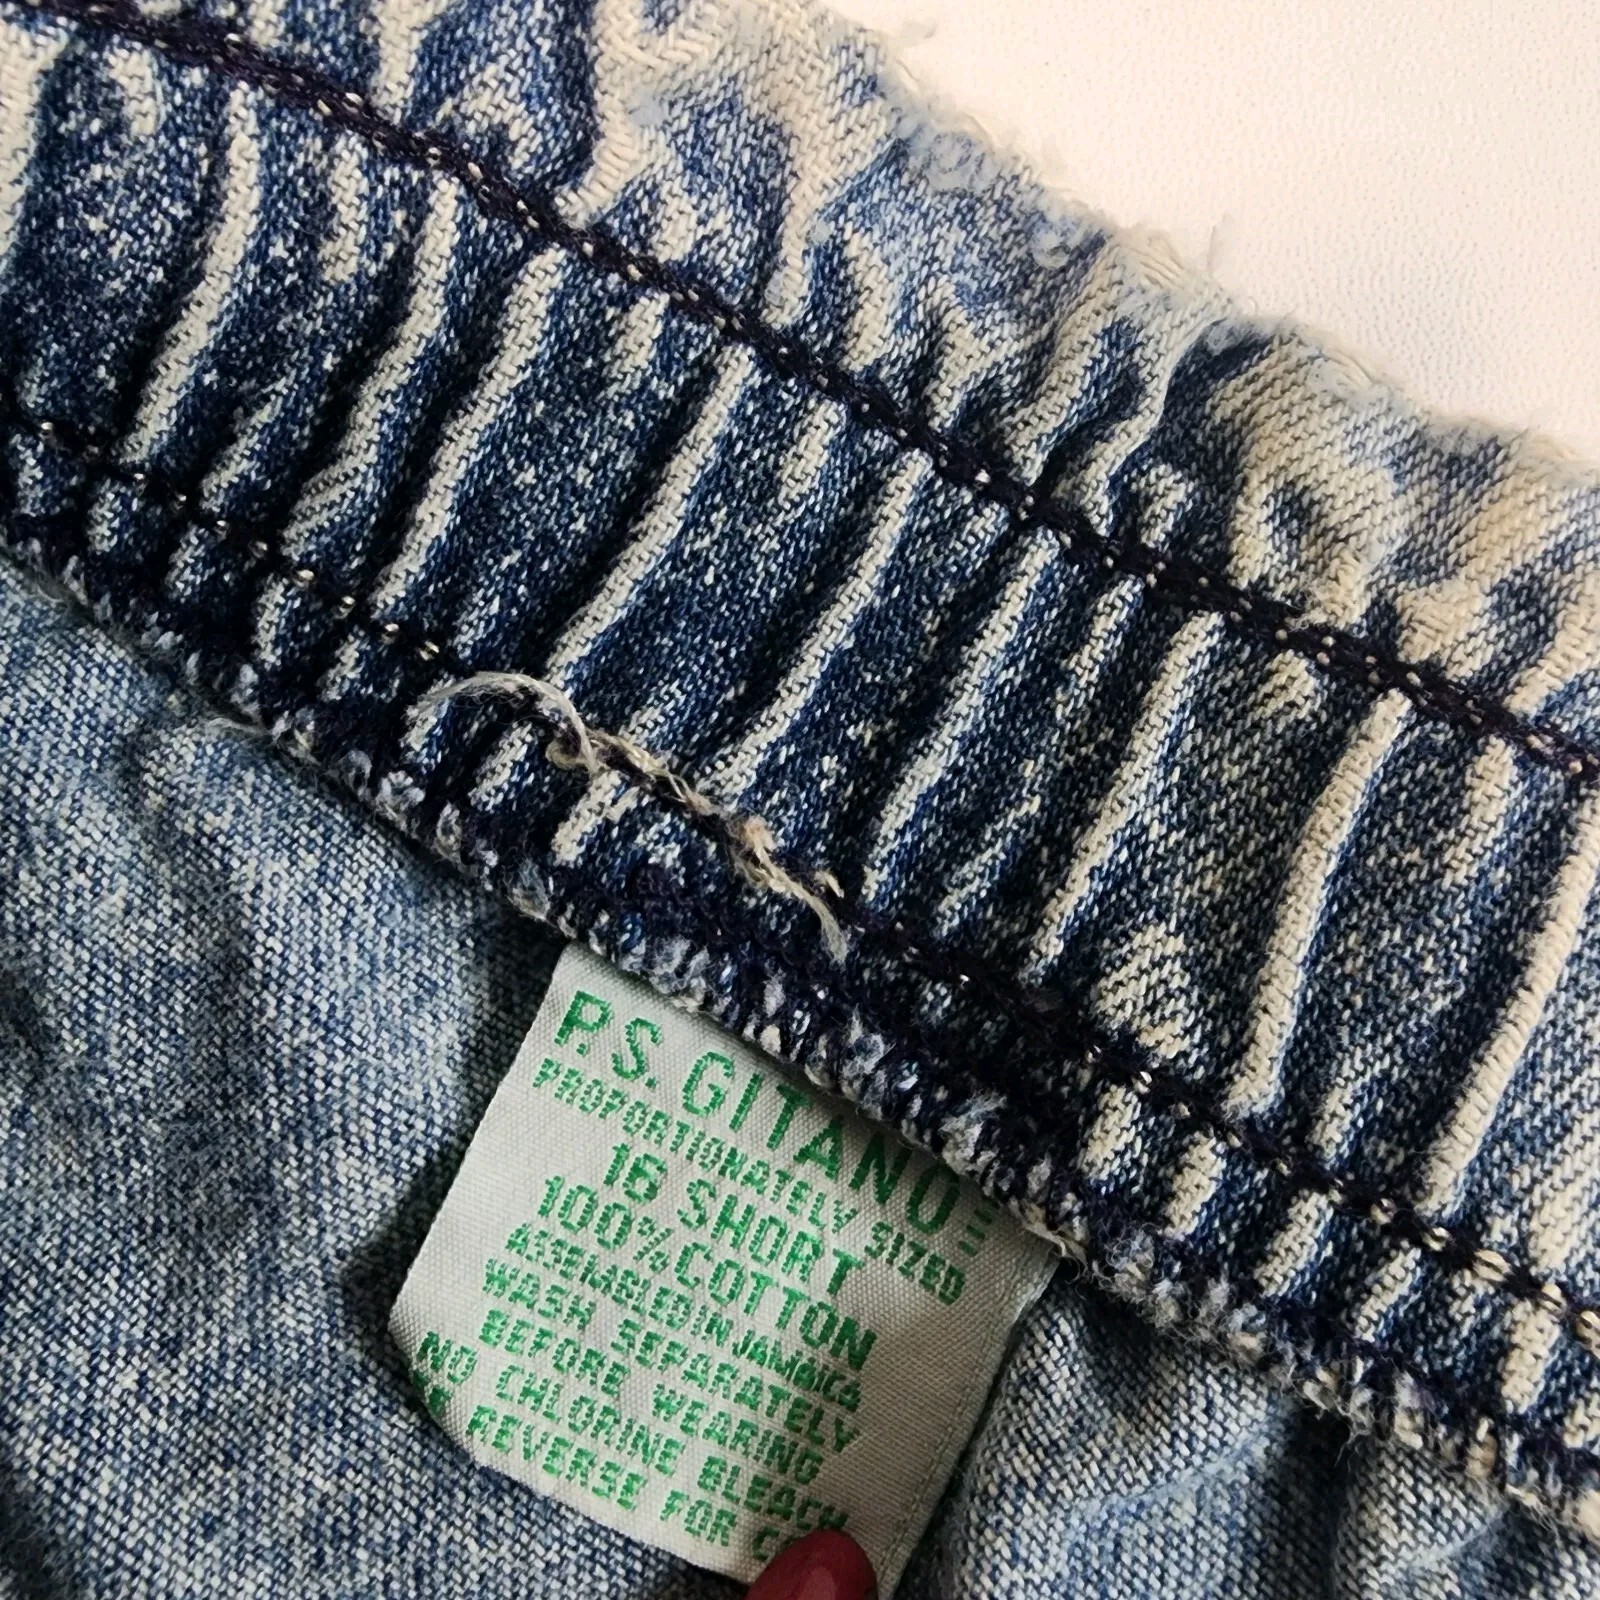 P.S. GITANO
PROPORTIONATELY SIZED
16 SHORT
100% COTTON
ASSEMBLED IN JAMAICA
WASH SEPARATELY
BEFORE WEARING
NO CHLORINE BLEACH
REVERSE FOR